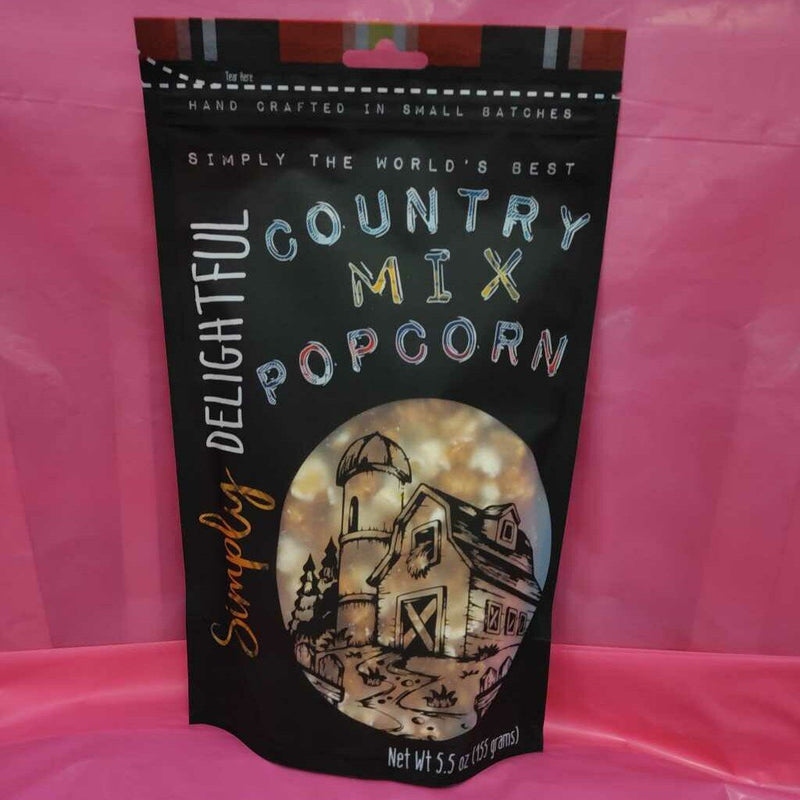 Tear Here
HAND CRAFTED IN SMALL BATCHES
SIMPLY THE WORLD'S BEST
COUNTRY
MIX
POPCORN
Simply DELIGHTFUL
Net Wt 5.5 oz (155 grams)